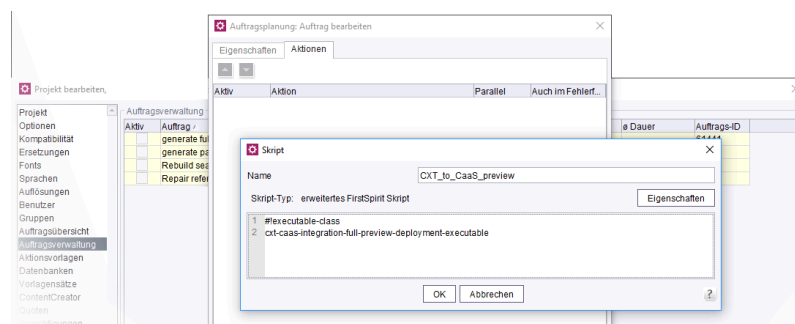 Auftragsplanung: Auftrag bearbeiten
Eigenschaften Aktionen
Aktiv Aktion Parallel Auch im Fehlerf...
Projekt bearbeiten,
Projekt
Optionen
Kompatibilität
Ersetzungen
Fonts
Sprachen
Auflösungen
Benutzer
Gruppen
Auftragsübersicht
Auftragsverwaltung
Aktionsvorlagen
Datenbanken
Vorlagensätze
ContentCreator
Auftragsverwaltung
Aktiv Auftrag ø Dauer Auftrags-ID
generate ful
generate pa
Rebuild sea
Repair refer
Skript
Name CXT_to_CaaS_preview
Skript-Typ: erweitertes FirstSpirit Skript Eigenschaften
1 #!executable-class
2 cxt-caas-integration-full-preview-deployment-executable
OK Abbrechen ?